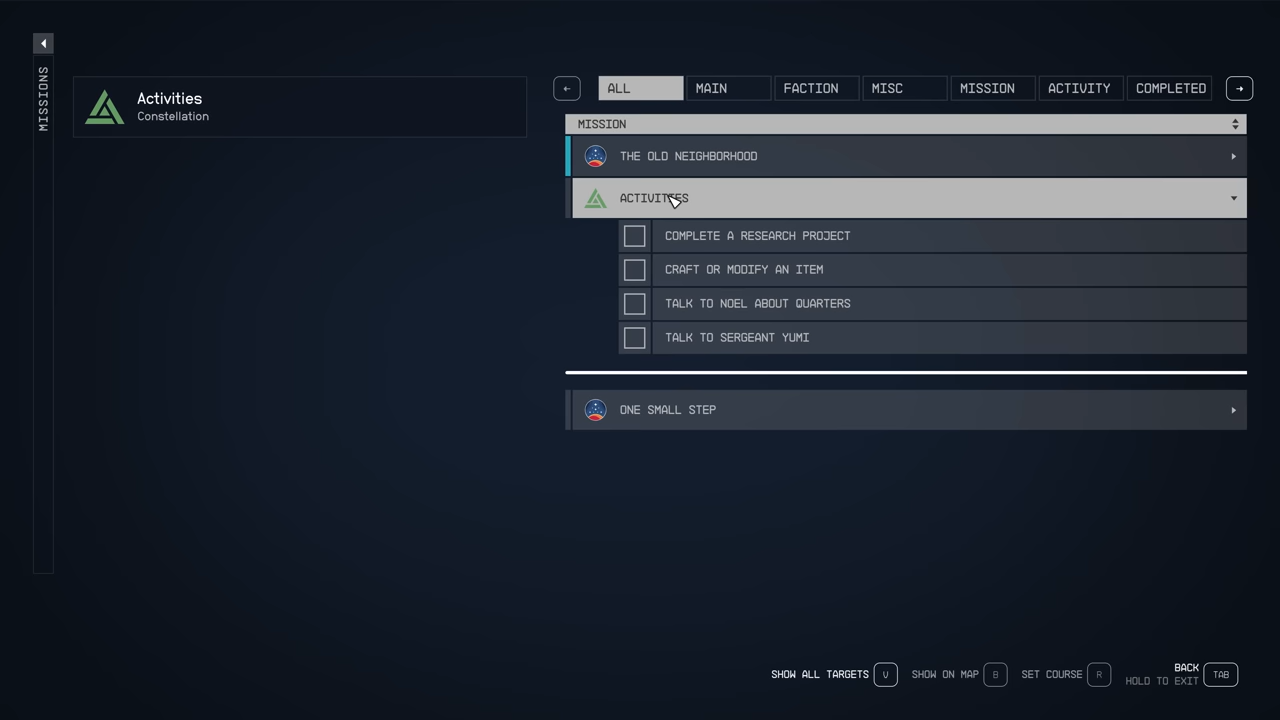 MISSIONS
Activities
Constellation
ALL
MAIN
FACTION
MISC
MISSION
ACTIVITY
COMPLETED
MISSION
THE OLD NEIGHBORHOOD
ACTIVITIES
COMPLETE A RESEARCH PROJECT
CRAFT OR MODIFY AN ITEM
TALK TO NOEL ABOUT QUARTERS
TALK TO SERGEANT YUMI
ONE SMALL STEP
SHOW ALL TARGETS V
SHOW ON MAP B
SET COURSE R
BACK
HOLD TO EXIT
TAB